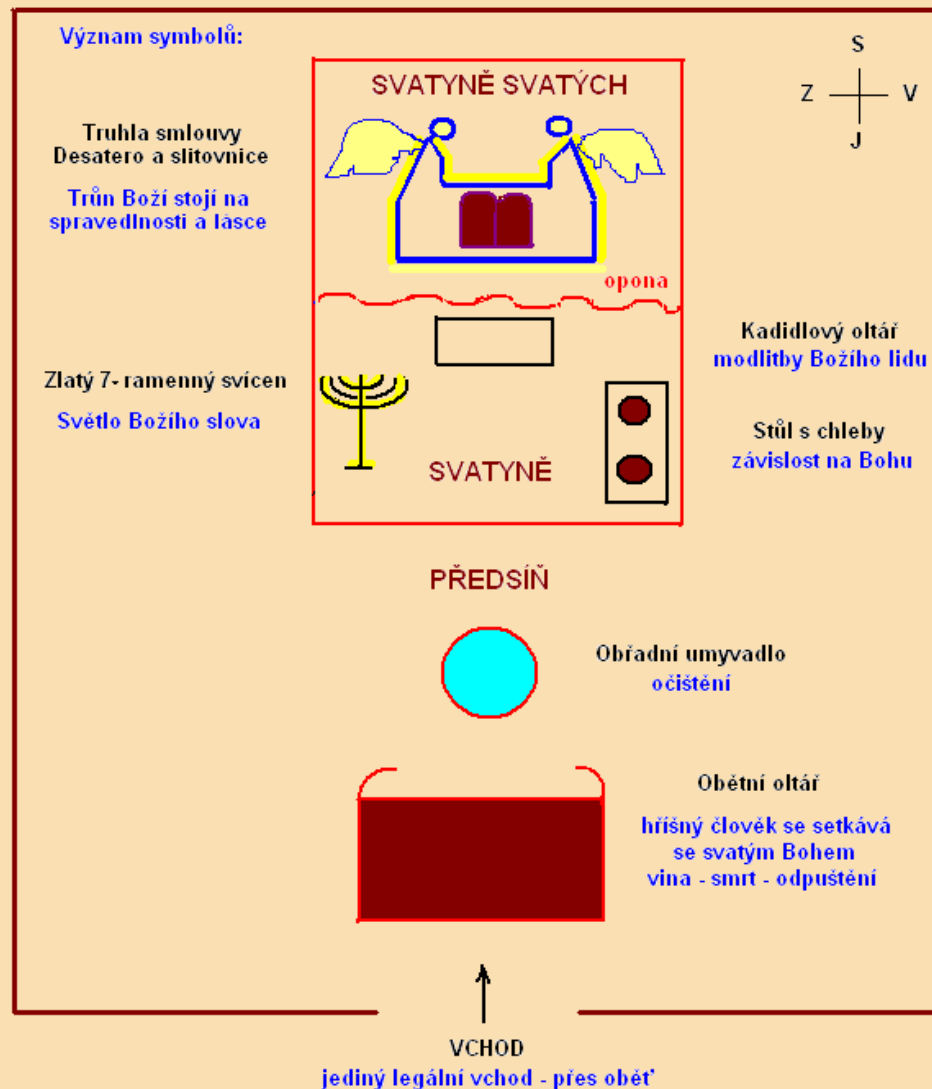 Význam symbolů:
S
Z V
J
SVATYNĚ SVATÝCH
Truhla smlouvy
Desatero a slitovnice
Trůn Boží stojí na
spravedlnosti a lásce
opona
Kadidlový oltář
modlitby Božího lidu
Zlatý 7- ramenný svícen
Světlo Božího slova
Stůl s chleby
závislost na Bohu
SVATYNĚ
PŘEDSÍŇ
Obřadní umyvadlo
očištění
Obětní oltář
hříšný člověk se setkává
se svatým Bohem
vina - smrt - odpuštění
VCHOD
jediný legální vchod - přes oběť